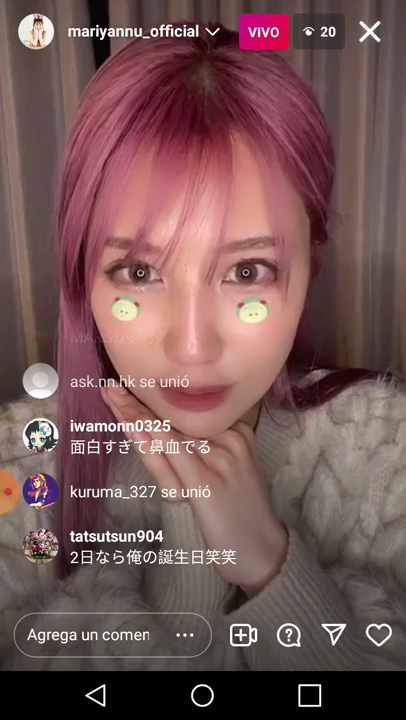 mariyannu_official
VIVO
20
ask.nn.hk se unió
iwamonn0325
面白すぎて鼻血でる
kuruma_327 se unió
tatsutsun904
2日なら俺の誕生日笑笑
Agrega un comen